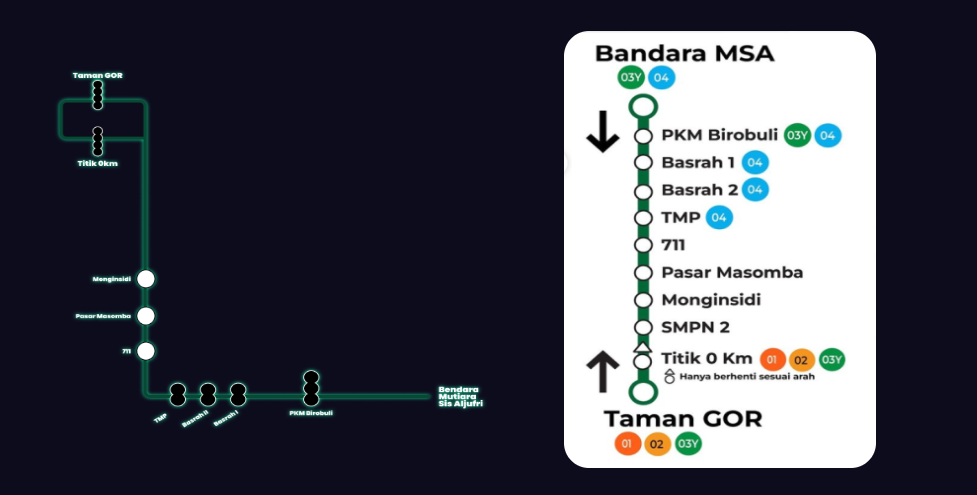 Taman GOR
Titik 0km
Monginsidi
Pasar Masomba
711
TMP
Basrah II
Basrah I
PKM Birobuli
Bendara
Mutiara
Sis Aljufri
Bandara MSA
03Y 04
PKM Birobuli 03Y 04
Basrah 1 04
Basrah 2 04
TMP 04
711
Pasar Masomba
Monginsidi
SMPN 2
Titik 0 Km 01 02 03Y
Hanya berhenti sesuai arah
Taman GOR
01 02 03Y